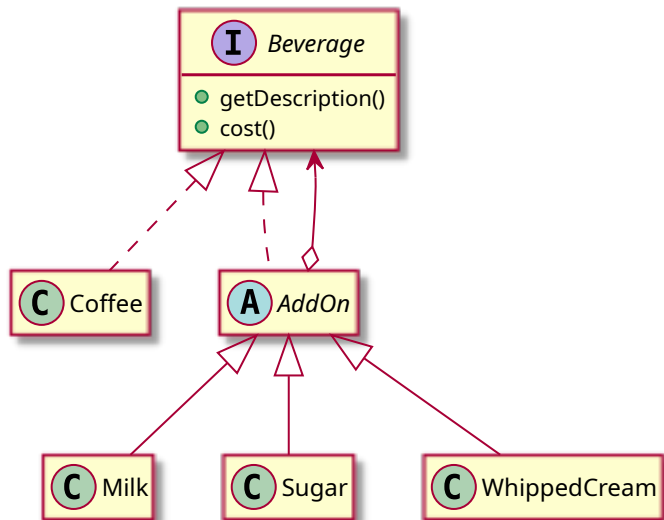 I Beverage
getDescription()
cost()
C Coffee
A AddOn
C Milk
C Sugar
C WhippedCream